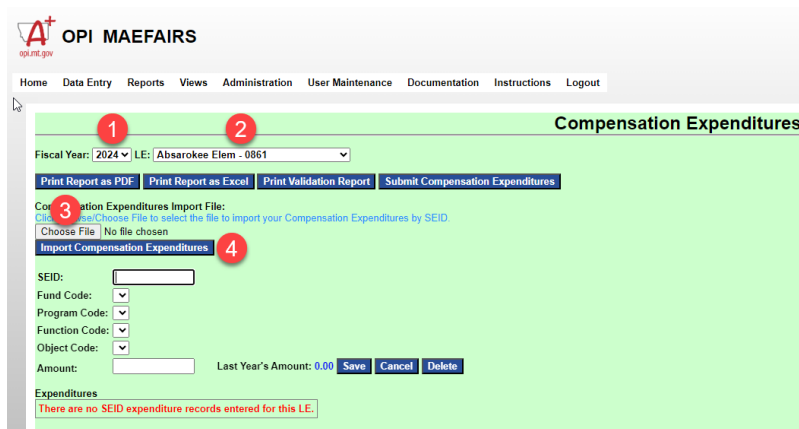 A+
opi.mt.gov
OPI MAEFAIRS
Home Data Entry Reports Views Administration User Maintenance Documentation Instructions Logout
1 2
Compensation Expenditures
Fiscal Year: 2024 LE: Absarokee Elem - 0861
Print Report as PDF Print Report as Excel Print Validation Report Submit Compensation Expenditures
Expenditures Import File:
3
to select the file to import your Compensation Expenditures by SEID.
Choose File No file chosen
Import Compensation Expenditures 4
SEID:
Fund Code:
Program Code:
Function Code:
Object Code:
Amount: Last Year's Amount: 0.00 Save Cancel Delete
Expenditures
There are no SEID expenditure records entered for this LE.